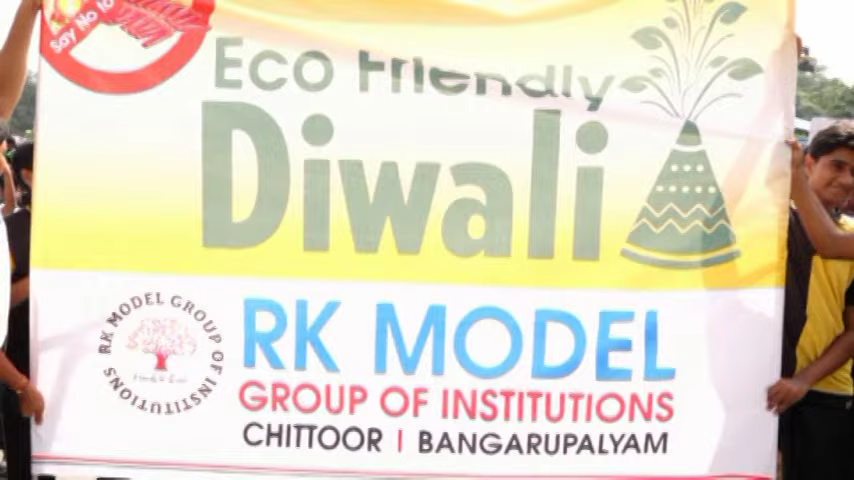 Say No to
Eco Friendly
Diwali
RK MODEL GROUP OF INSTITUTIONS
RK MODEL
GROUP OF INSTITUTIONS
CHITTOOR | BANGARUPALYAM